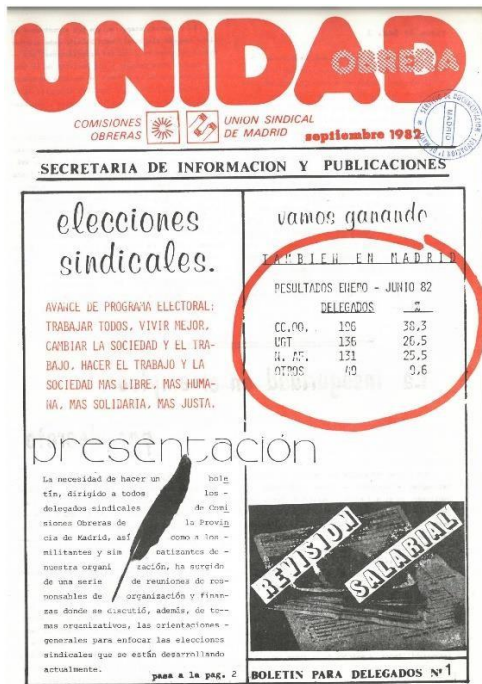 UNIDAD
OBRERA
COMISIONES
OBRERAS
UNION SINDICAL
DE MADRID
septiembre 1982
MADRID
SECRETARIA DE INFORMACION Y PUBLICACIONES
elecciones
sindicales.
AVANCE DE PROGRAMA ELECTORAL:
TRABAJAR TODOS, VIVIR MEJOR,
CAMBIAR LA SOCIEDAD Y EL TRA-
BAJO, HACER EL TRABAJO Y LA
SOCIEDAD MAS LIBRE, MAS HUMA-
NA, MAS SOLIDARIA, MAS JUSTA.
vamos ganando
TAMBIEN EN MADRID
RESULTADOS ENERO - JUNIO 82
DELEGADOS %
CC.OO. 196 38,3
UGT 136 26,5
N. AF. 131 25,5
OTROS 49 9,6
presentación
La necesidad de hacer un bole
tín, dirigido a todos los -
delegados sindicales de Comi
siones Obreras de la Provin
cia de Madrid, así como a los -
militantes y sim patizantes de -
nuestra organi zación, ha surgido
de una serie de reuniones de res-
ponsables de organización y finan-
zas donde se discutió, además, de te-
mas organizativos, las orientaciones -
generales para enfocar las elecciones
sindicales que se están desarrollando
actualmente.
pasa a la pag. 2
REVISION
SALARIAL
BOLETIN PARA DELEGADOS Nº 1